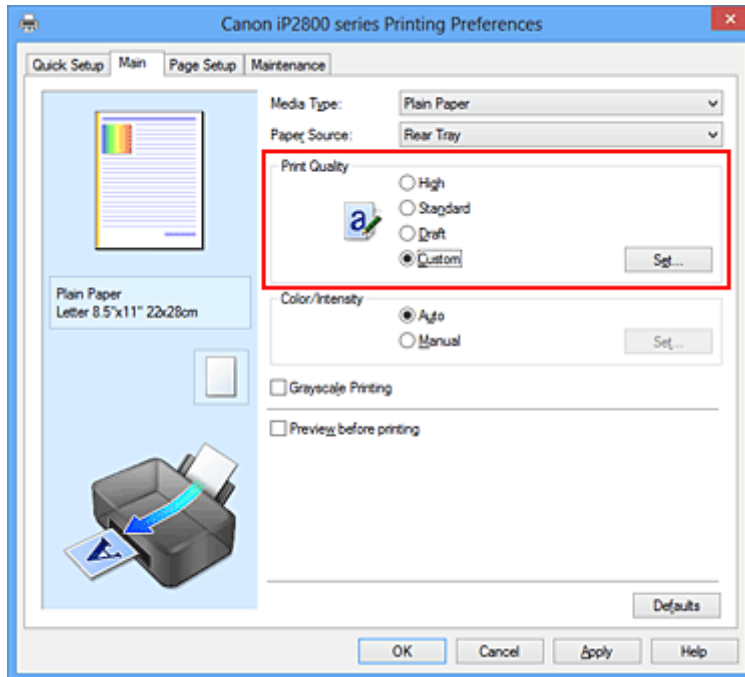 Canon iP2800 series Printing Preferences
Quick Setup Main Page Setup Maintenance
Media Type: Plain Paper
Paper Source: Rear Tray
Print Quality
High
Standard
Draft
Custom Set...
Plain Paper
Letter 8.5"x11" 22x28cm
Color/Intensity
Auto
Manual Set...
Grayscale Printing
Preview before printing
a
A
Defaults
OK Cancel Apply Help